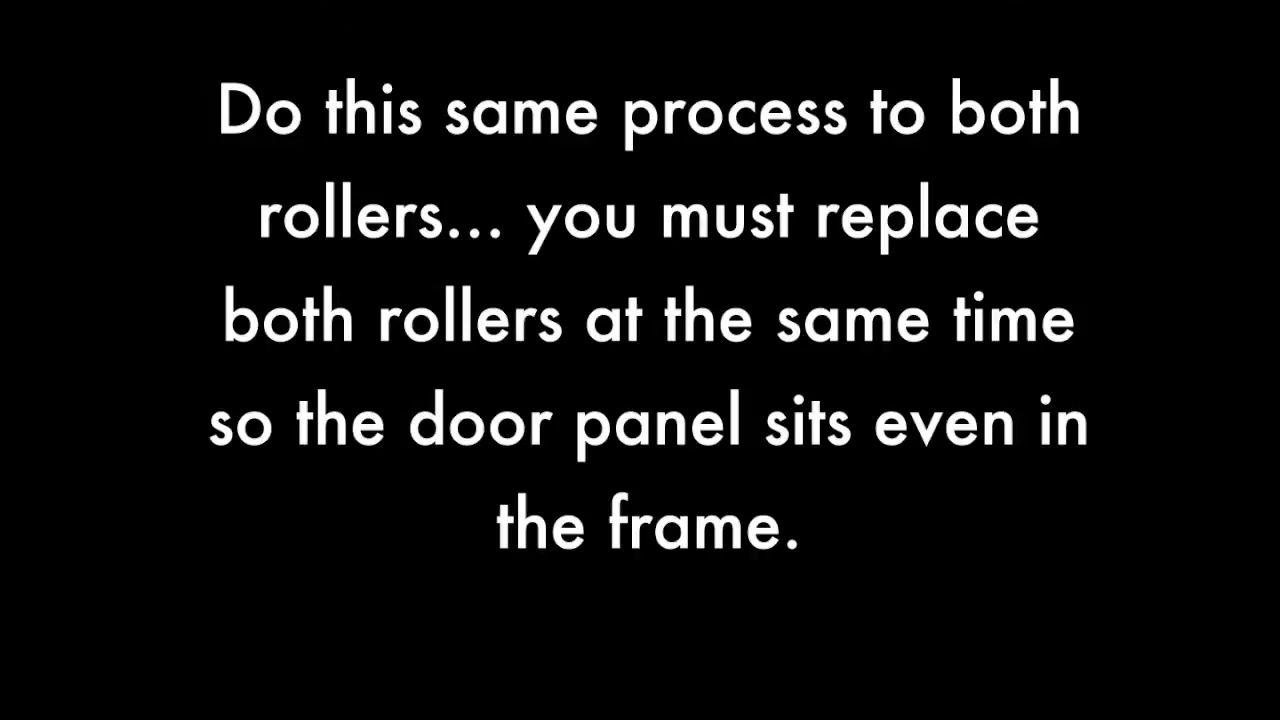 Do this same process to both
rollers... you must replace
both rollers at the same time
so the door panel sits even in
the frame.